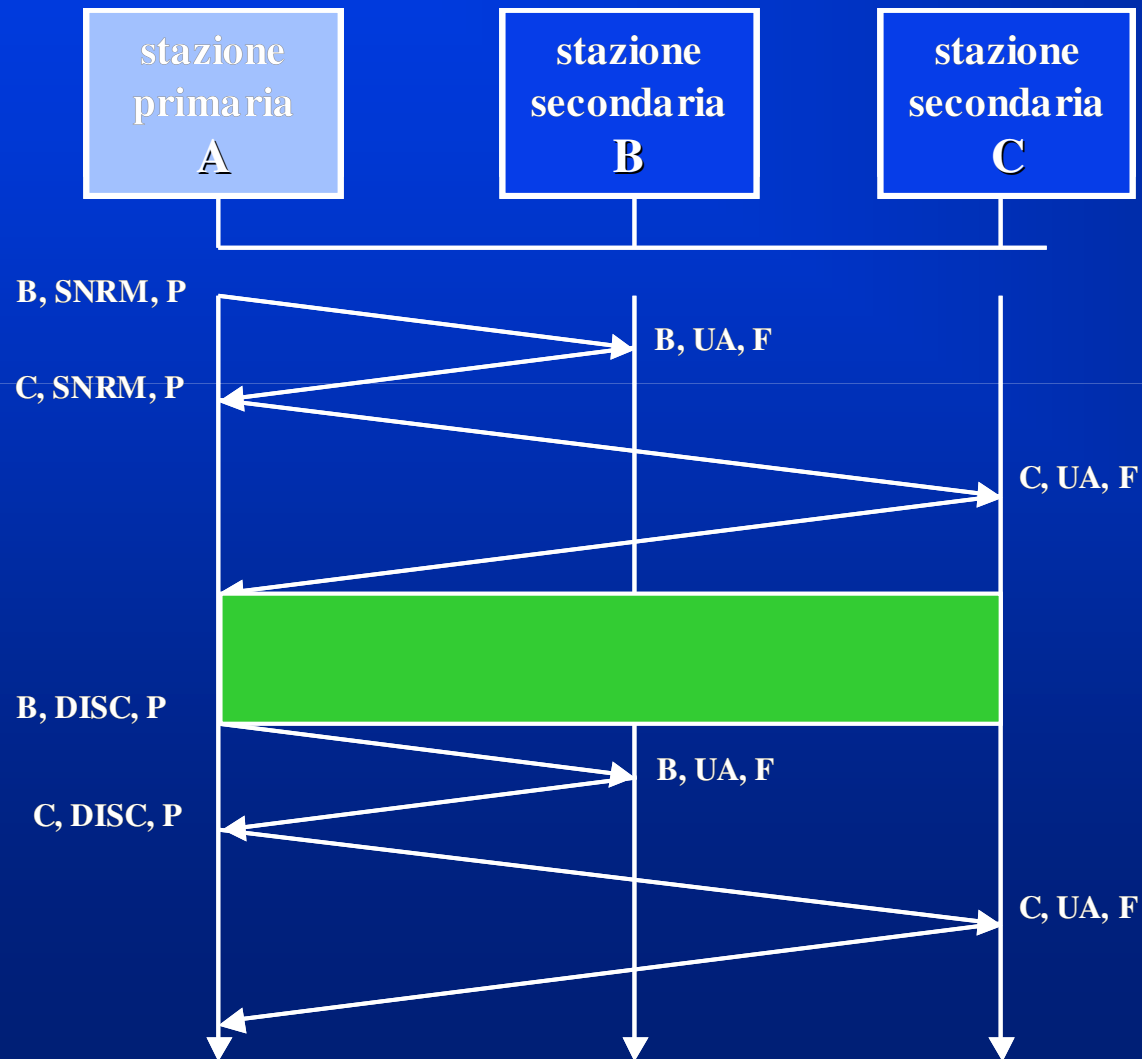 stazione
primaria
A
stazione
secondaria
B
stazione
secondaria
C
B, SNRM, P
B, UA, F
C, SNRM, P
C, UA, F
B, DISC, P
B, UA, F
C, DISC, P
C, UA, F